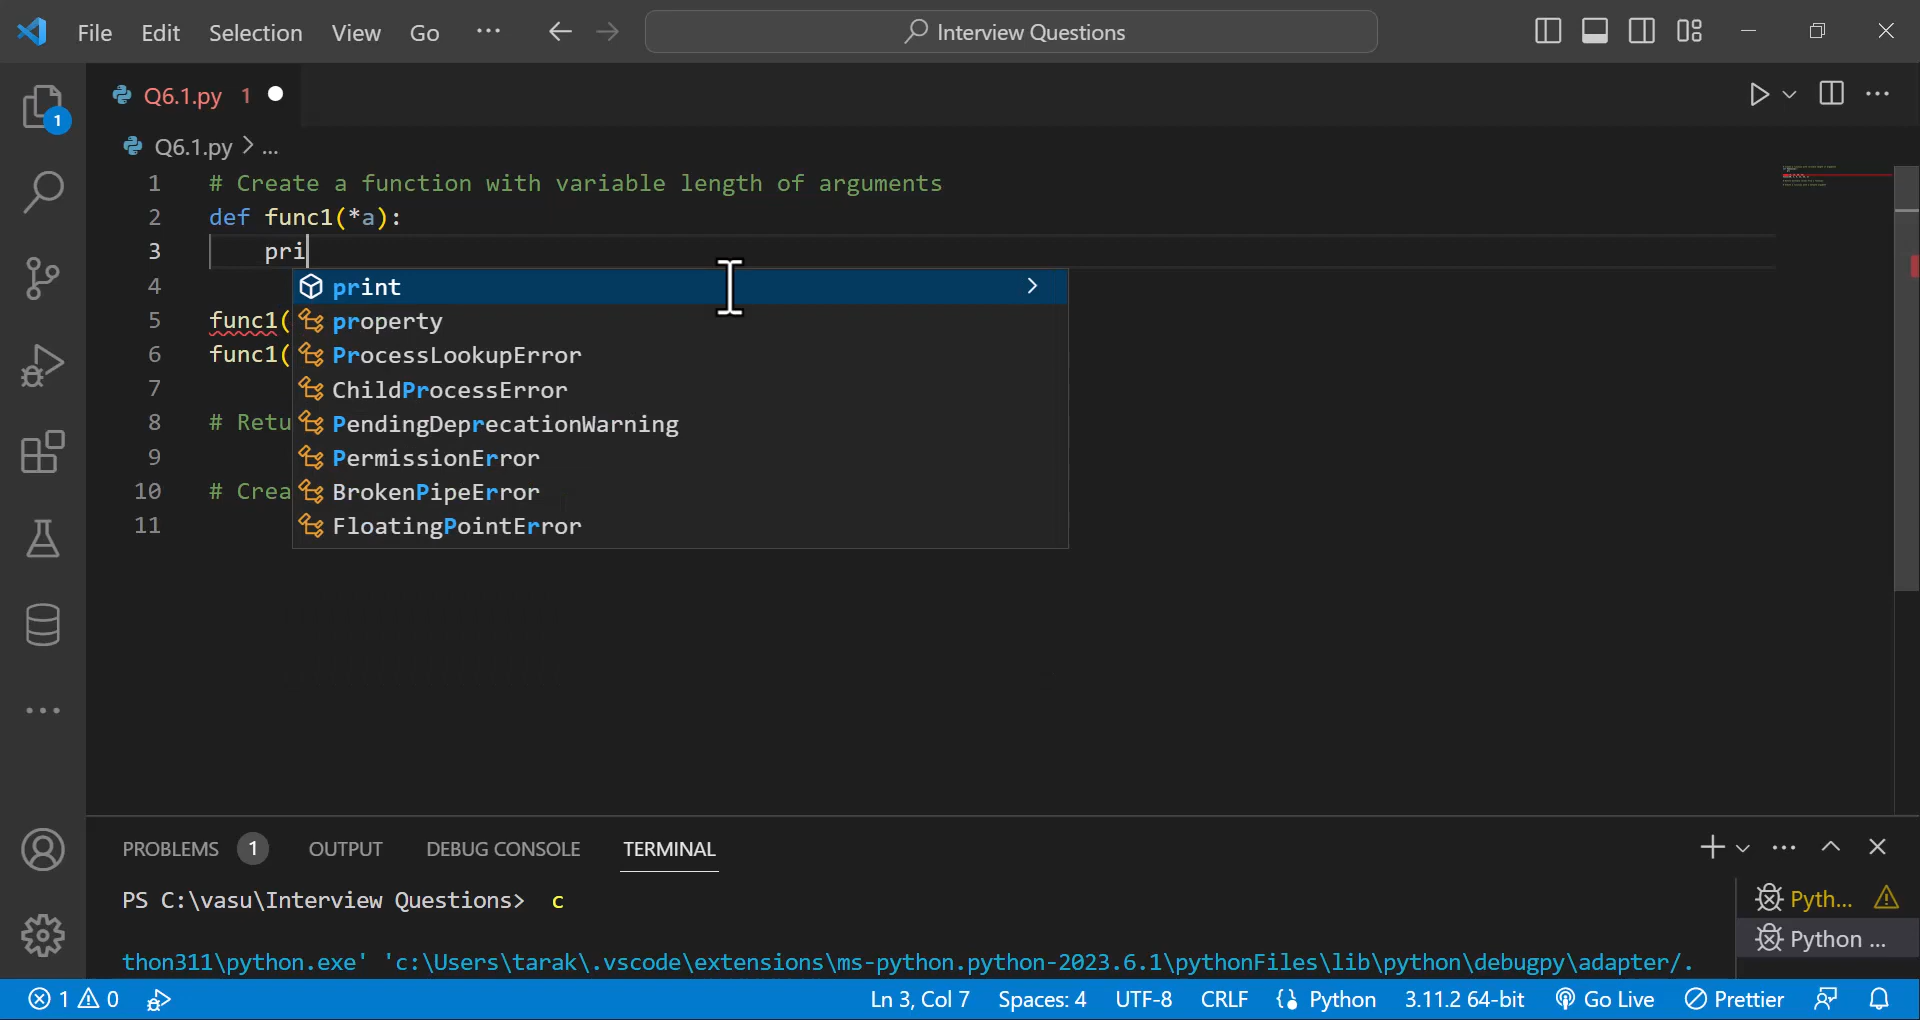 File Edit Selection View Go ··· Interview Questions
Q6.1.py 1
Q6.1.py > ...
1 # Create a function with variable length of arguments
2 def func1(*a):
3 pri
4 print
property
5 func1(
6 func1(
ProcessLookupError
7 ChildProcessError
8 # Retu
PendingDeprecationWarning
9 PermissionError
10 # Crea
BrokenPipeError
11 FloatingPointError
PROBLEMS 1 OUTPUT DEBUG CONSOLE TERMINAL
PS C:\vasu\Interview Questions> c
Pyth...
Python ...
thon311\python.exe' 'c:\Users\tarak\.vscode\extensions\ms-python.python-2023.6.1\pythonFiles\lib\python\debugpy\adapter/.
1 0 Ln 3, Col 7 Spaces: 4 UTF-8 CRLF Python 3.11.2 64-bit Go Live Prettier